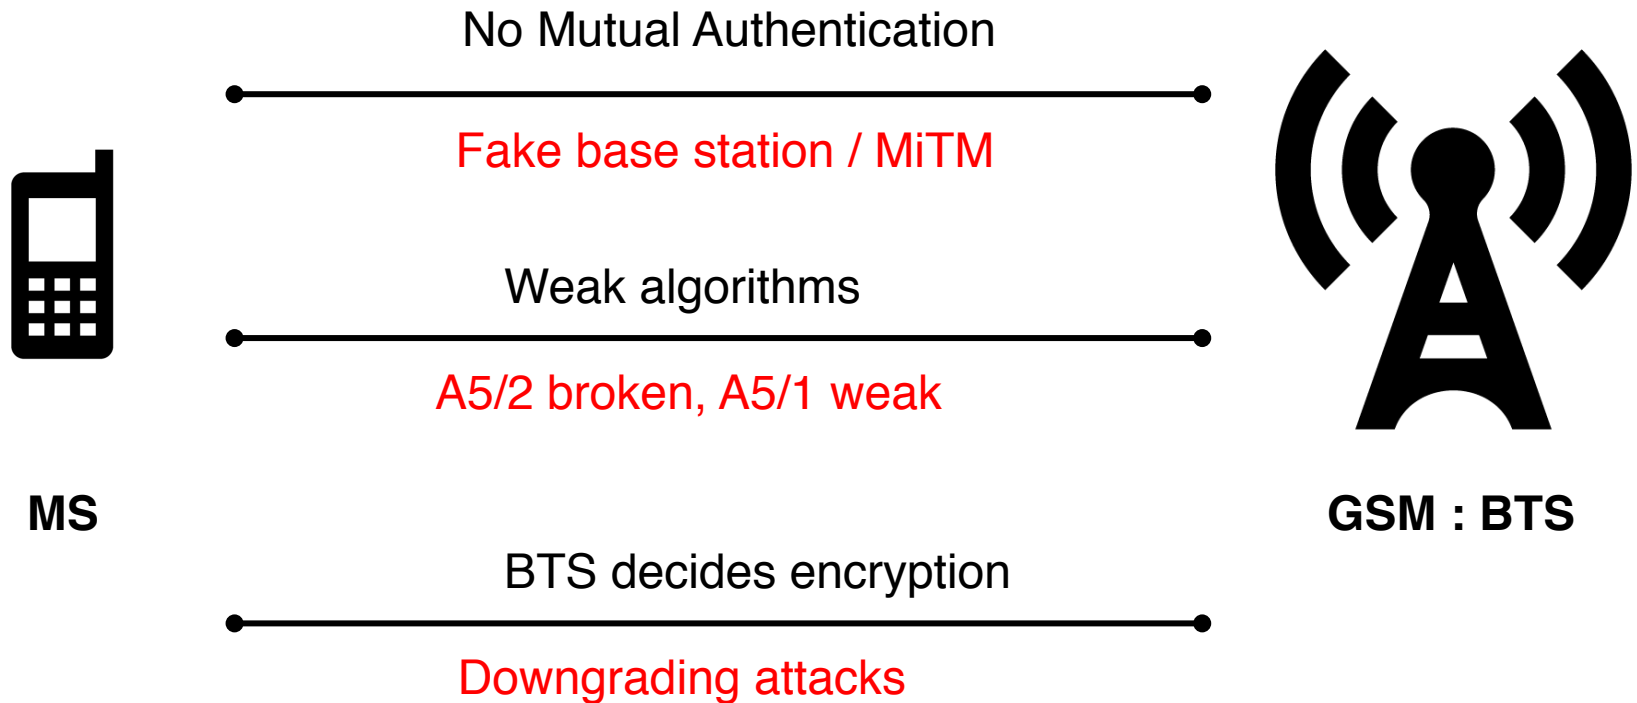 No Mutual Authentication
Fake base station / MiTM
Weak algorithms
A5/2 broken, A5/1 weak
MS
GSM : BTS
BTS decides encryption
Downgrading attacks